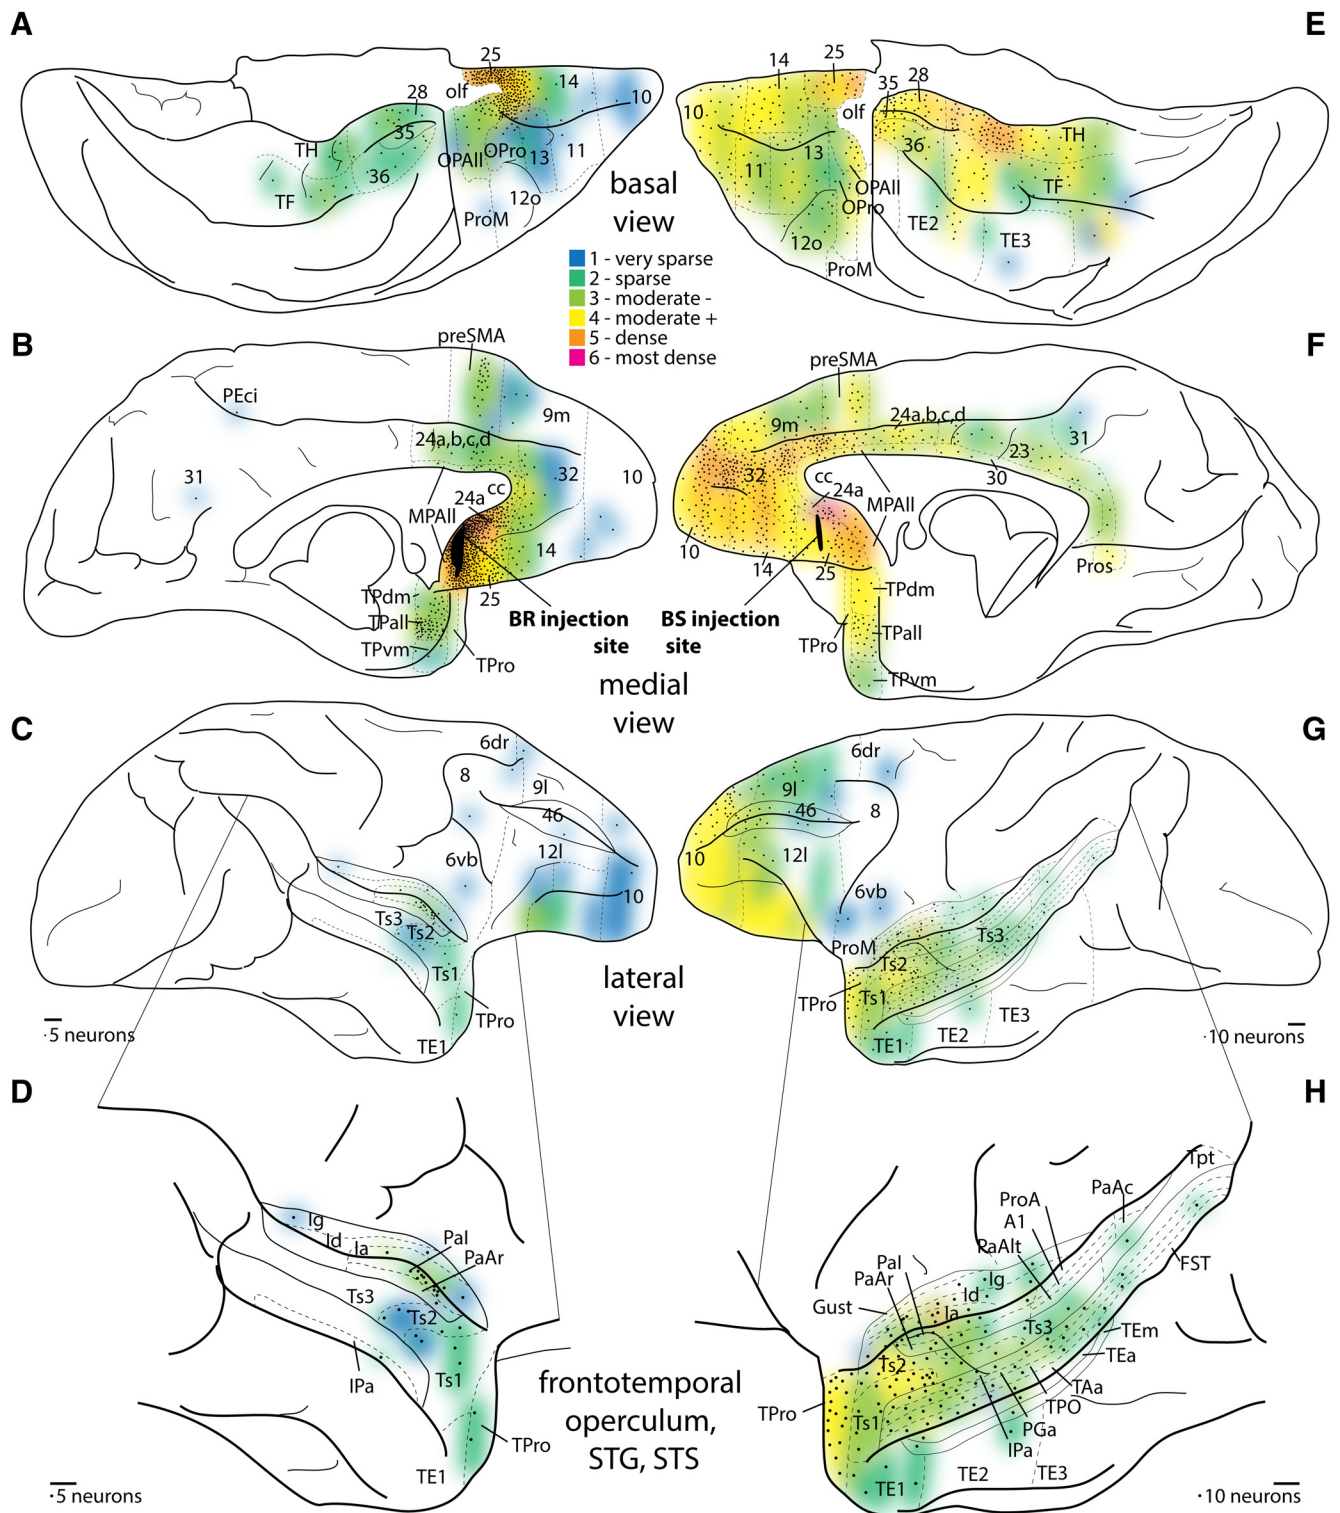 A
E
25
14
10
28
olf
35
TH
OPAll
OPro
13
11
36
TF
12o
ProM
basal
view
14
25
10
35
28
olf
36
TH
13
11
OPAll
OPro
TF
TE2
TE3
12o
ProM
1 - very sparse
2 - sparse
3 - moderate -
4 - moderate +
5 - dense
6 - most dense
B
F
preSMA
PEci
9m
24a,b,c,d
32
10
31
cc
24a
MPAll
14
25
TPdm
TPall
TPvm
TPro
BR injection
site
BS injection
site
medial
view
preSMA
9m
24a,b,c,d
31
23
32
30
cc
24a
MPAll
10
14
25
Pros
TPdm
TPall
TPro
TPvm
C
G
6dr
8
9l
46
12l
6vb
10
Ts3
Ts2
Ts1
TPro
TE1
·5 neurons
lateral
view
6dr
9l
46
8
12l
10
6vb
ProM
Ts3
Ts2
TPro
Ts1
TE3
TE2
TE1
·10 neurons
D
H
Ig
Id
Ia
PaI
PaAr
Ts3
Ts2
IPa
Ts1
TPro
TE1
·5 neurons
frontotemporal
operculum,
STG, STS
Tpt
ProA
PaAc
A1
PaAlt
PaI
PaAr
FST
Ig
Id
Gust
Ia
Ts3
TEm
TEa
Ts2
TAa
TPO
TPro
Ts1
PGa
IPa
TE3
TE2
TE1
·10 neurons